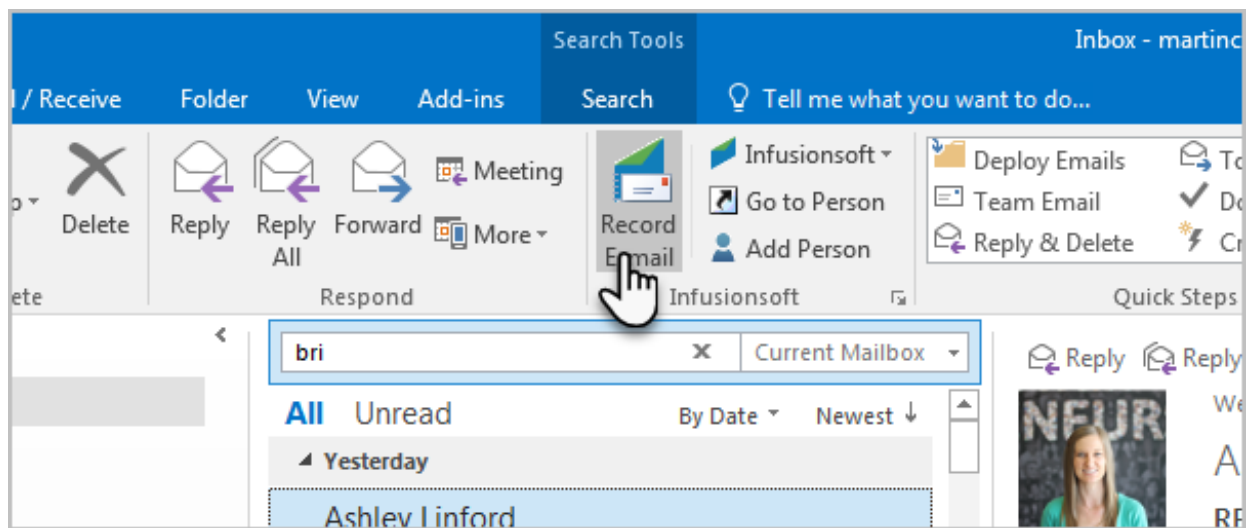 Search Tools
Inbox - martinc
/ Receive Folder View Add-ins Search Tell me what you want to do...
Delete
Reply
Reply All
Forward
Meeting
More
Record Email
Infusionsoft
Go to Person
Add Person
Deploy Emails
Team Email
Reply & Delete
Respond
Infusionsoft
Quick Steps
bri
Current Mailbox
Reply
Reply
All Unread By Date Newest
Yesterday
Ashley Linford